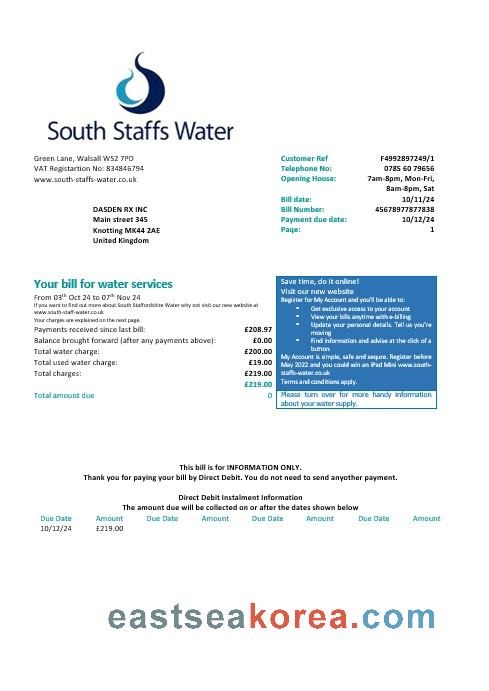 South Staffs Water
Green Lane, Walsall WS2 7PD
VAT Registartion No: 834846794
www.south-staffs-water.co.uk
Customer Ref F4992897249/1
Telephone No: 0785 60 79656
Opening House: 7am-8pm, Mon-Fri,
8am-8pm, Sat
Bill date: 10/11/24
Bill Number: 45678977877838
Payment due date: 10/12/24
Page: 1
DASDEN RX INC
Main street 345
Knotting MK44 2AE
United Kingdom
Your bill for water services
From 03th Oct 24 to 07th Nov 24
If you want to find out more about South Staffordshire Water why not visit our new website at
www.south-staff-water.co.uk
Your charges are explained on the next page.
Payments received since last bill: £208.97
Balance brought forward (after any payments above): £0.00
Total water charge: £200.00
Total used water charge: £19.00
Total charges: £219.00
£219.00
Total amount due 0
Save time, do it online!
Visit our new website
Register for My Account and you'll be able to:
• Get exclusive access to your account
• View your bills anytime with e-billing
• Update your personal details. Tell us you're
moving
• Find information and advise at the click of a
button
My Account is simple, safe and sequre. Register before
May 2022 and you could win an iPad Mini www.south-
staffs-water.co.uk
Terms and conditions apply.
Please turn over for more handy information
about your water supply.
This bill is for INFORMATION ONLY.
Thank you for paying your bill by Direct Debit. You do not need to send anyother payment.
Direct Debit Instalment Information
The amount due will be collected on or after the dates shown below
Due Date Amount Due Date Amount Due Date Amount Due Date Amount
10/12/24 £219.00
eastseakorea.com